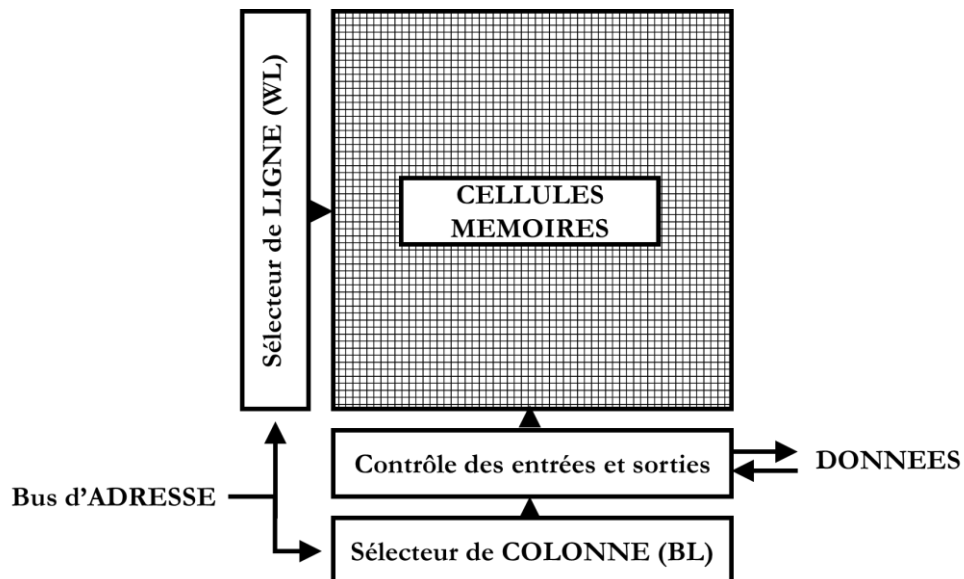 Sélecteur de LIGNE (WL)
CELLULES
MEMOIRES
Contrôle des entrées et sorties
DONNEES
Bus d'ADRESSE
Sélecteur de COLONNE (BL)